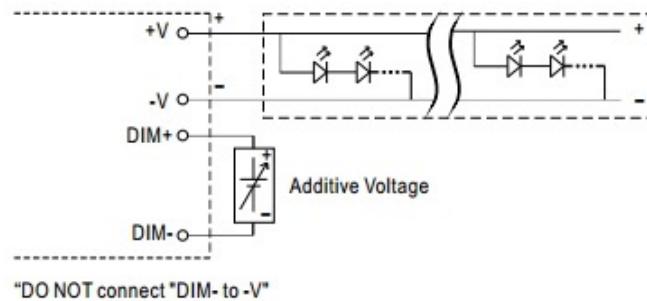 +V
+
+
-V
-
-
DIM+
+
Additive Voltage
-
DIM-
"DO NOT connect "DIM- to -V"